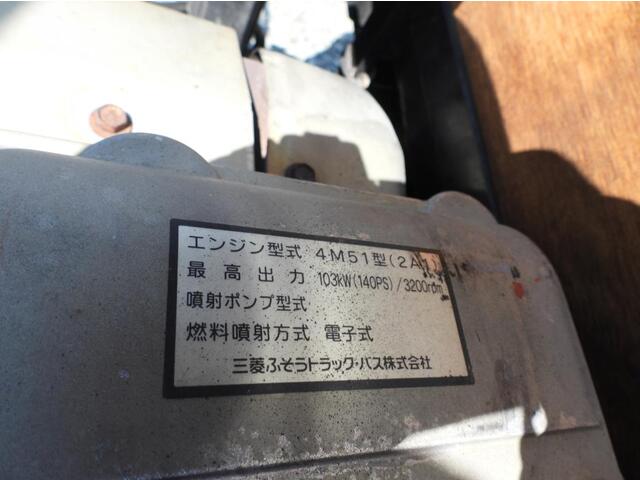 エンジン型式 4M51型(2A1)
最高出力 103kW(140PS)/3200rpm
噴射ポンプ型式
燃料噴射方式 電子式
三菱ふそうトラック・バス株式会社